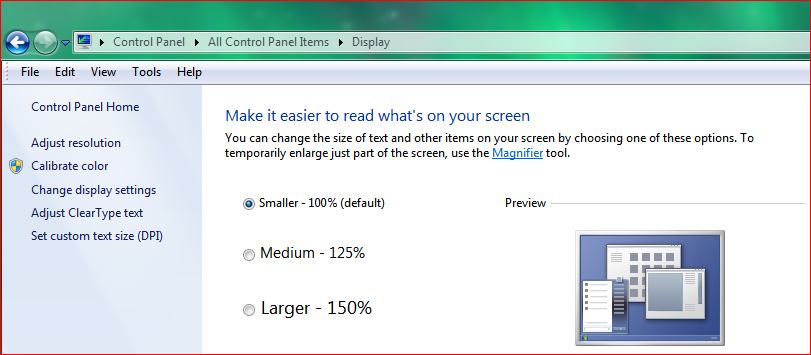 Control Panel All Control Panel Items Display
File Edit View Tools Help
Control Panel Home
Adjust resolution
Calibrate color
Change display settings
Adjust ClearType text
Set custom text size (DPI)
Make it easier to read what's on your screen
You can change the size of text and other items on your screen by choosing one of these options. To
temporarily enlarge just part of the screen, use the Magnifier tool.
Smaller - 100% (default)
Preview
Medium - 125%
Larger - 150%